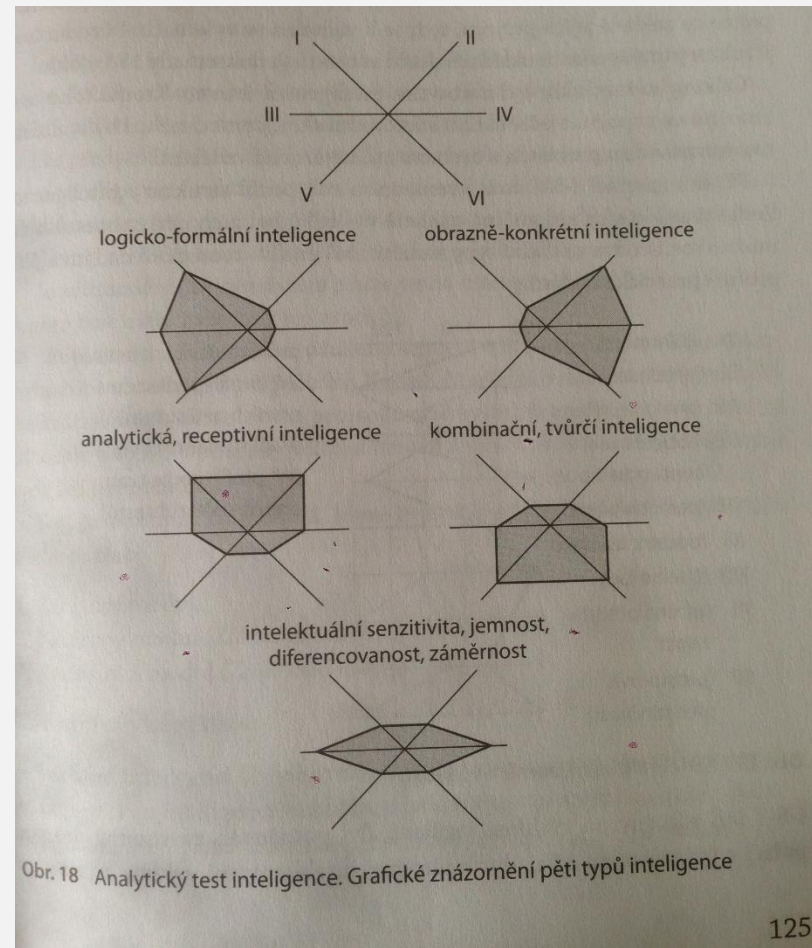 I II
III IV
V VI
logicko-formální inteligence obrazně-konkrétní inteligence
analytická, receptivní inteligence kombinační, tvůrčí inteligence
intelektuální senzitivita, jemnost,
diferencovanost, záměrnost
Obr. 18 Analytický test inteligence. Grafické znázornění pěti typů inteligence
125